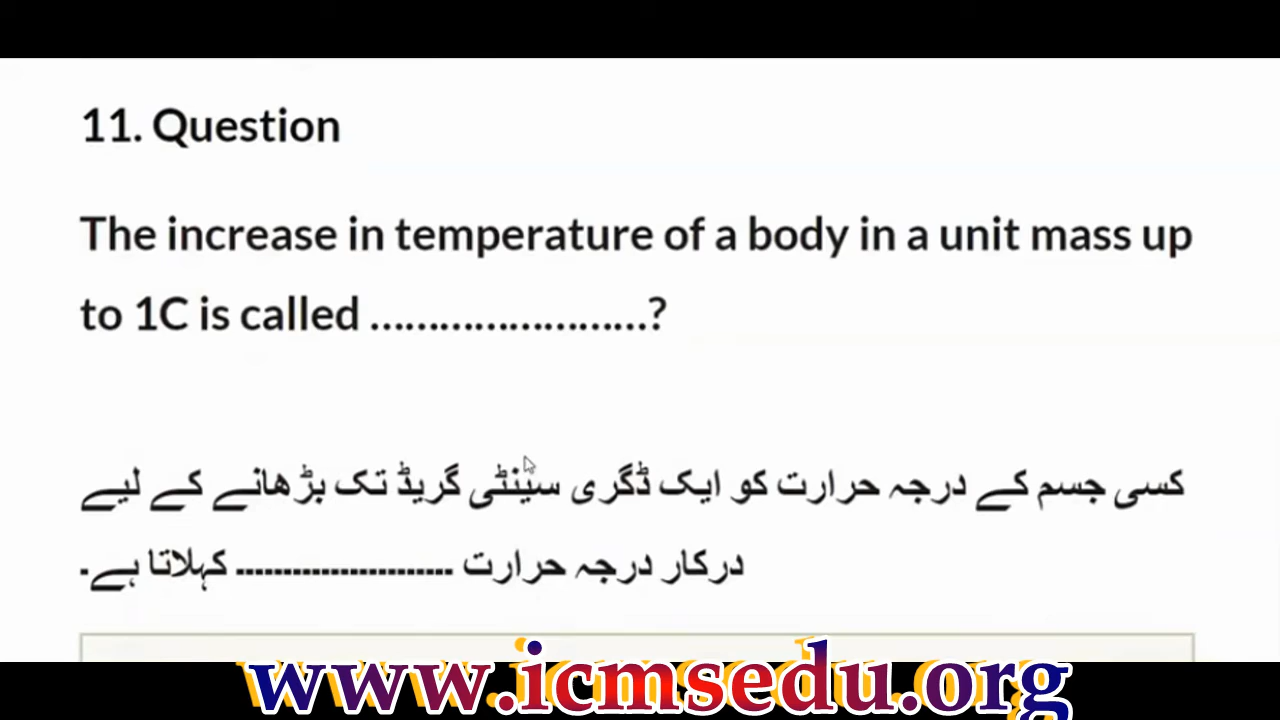 11. Question
The increase in temperature of a body in a unit mass up
to 1C is called ........................?
کسی جسم کے درجہ حرارت کو ایک ڈگری سینٹی گریڈ تک بڑھانے کے لیے
درکار درجہ حرارت ....................... کہلاتا ہے۔
www.icmsedu.org